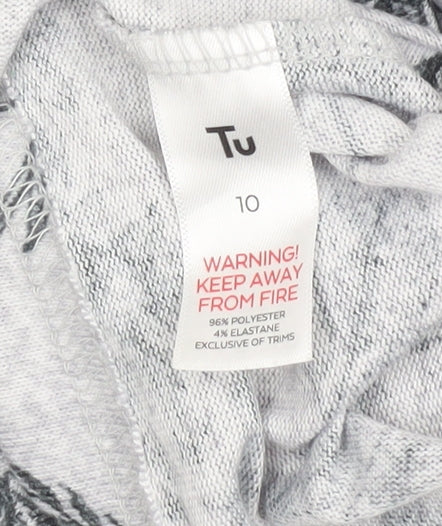 Tu
10
WARNING!
KEEP AWAY
FROM FIRE
96% POLYESTER
4% ELASTANE
EXCLUSIVE OF TRIMS